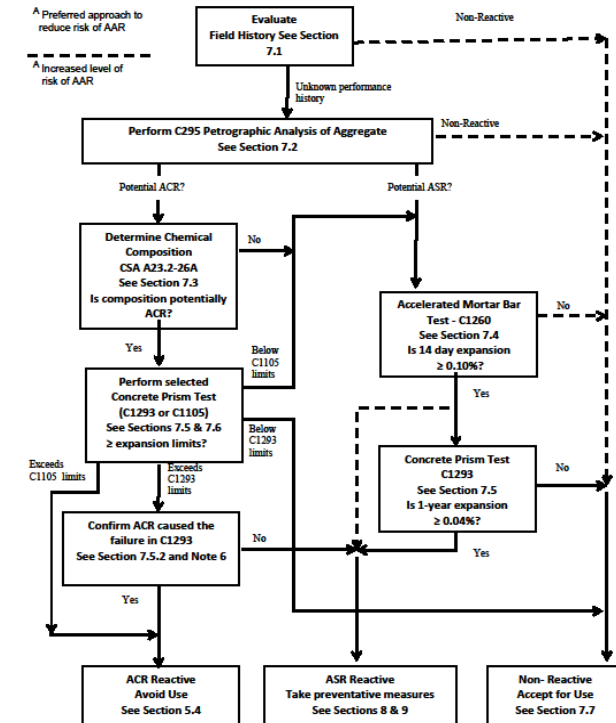 A Preferred approach to
reduce risk of AAR
A Increased level of
risk of AAR
Evaluate
Field History See Section
7.1
Non-Reactive
Unknown performance
history
Perform C295 Petrographic Analysis of Aggregate
See Section 7.2
Non-Reactive
Potential ACR?
Potential ASR?
Determine Chemical
Composition
CSA A23.2-26A
See Section 7.3
Is composition potentially
ACR?
No
Accelerated Mortar Bar
Test - C1260
See Section 7.4
Is 14 day expansion
≥ 0.10%?
No
Yes
Below
C1105
limits
Yes
Perform selected
Concrete Prism Test
(C1293 or C1105)
See Sections 7.5 & 7.6
≥ expansion limits?
Below
C1293
limits
Concrete Prism Test
C1293
See Section 7.5
Is 1-year expansion
≥ 0.04%?
No
Exceeds
C1105 limits
Exceeds
C1293
limits
Confirm ACR caused the
failure in C1293
See Section 7.5.2 and Note 6
No
Yes
Yes
ACR Reactive
Avoid Use
See Section 5.4
ASR Reactive
Take preventative measures
See Sections 8 & 9
Non- Reactive
Accept for Use
See Section 7.7